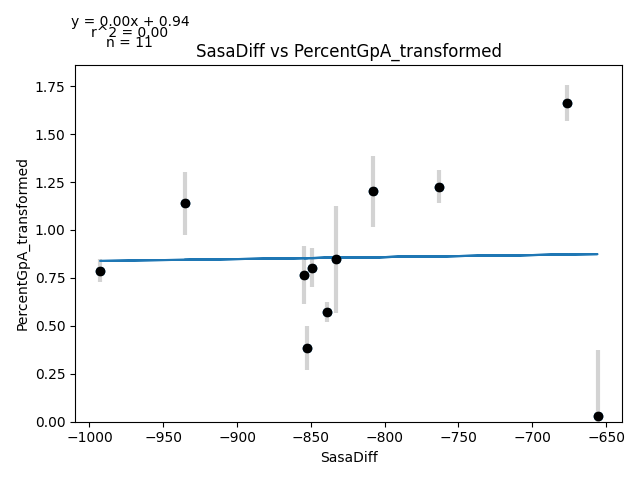 y = 0.00x + 0.94
r^2 = 0.00
n = 11
SasaDiff vs PercentGpA_transformed
PercentGpA_transformed
1.75
1.50
1.25
1.00
0.75
0.50
0.25
0.00
−1000 −950 −900 −850 −800 −750 −700 −650
SasaDiff